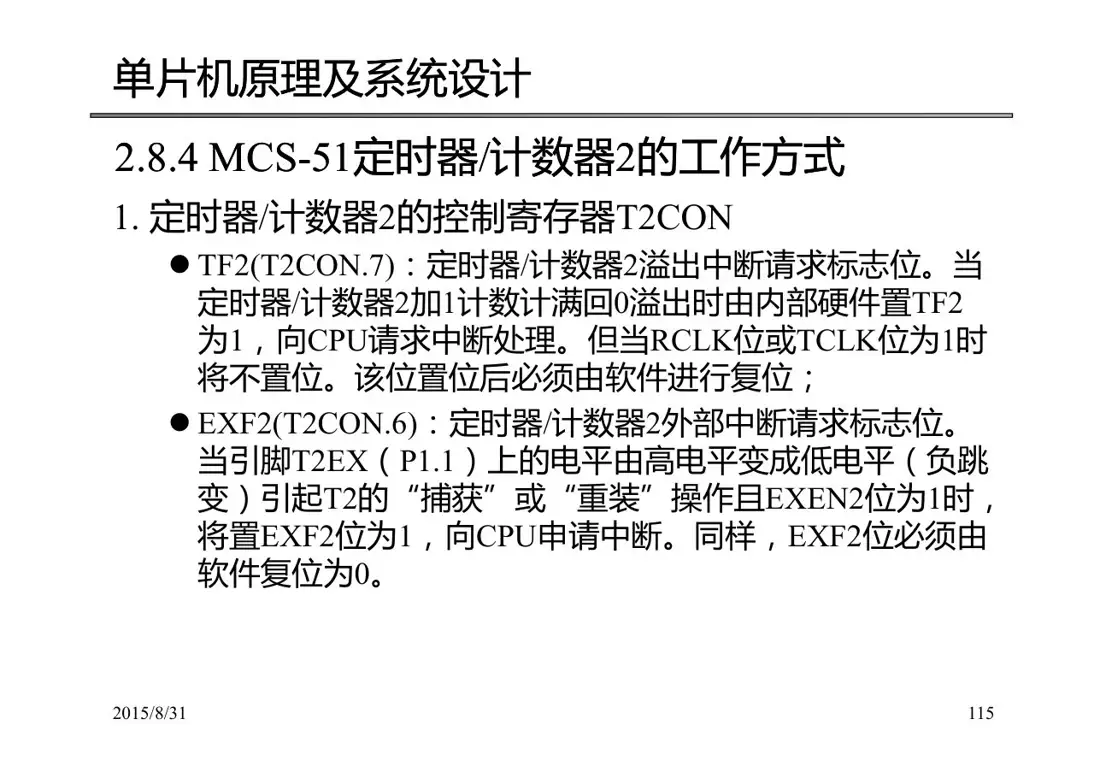 单片机原理及系统设计
2.8.4 MCS-51定时器/计数器2的工作方式
1. 定时器/计数器2的控制寄存器T2CON
● TF2(T2CON.7)：定时器/计数器2溢出中断请求标志位。当
定时器/计数器2加1计数计满回0溢出时由内部硬件置TF2
为1，向CPU请求中断处理。但当RCLK位或TCLK位为1时
将不置位。该位置位后必须由软件进行复位；
● EXF2(T2CON.6)：定时器/计数器2外部中断请求标志位。
当引脚T2EX（P1.1）上的电平由高电平变成低电平（负跳
变）引起T2的“捕获”或“重装”操作且EXEN2位为1时，
将置EXF2位为1，向CPU申请中断。同样，EXF2位必须由
软件复位为0。
2015/8/31
115